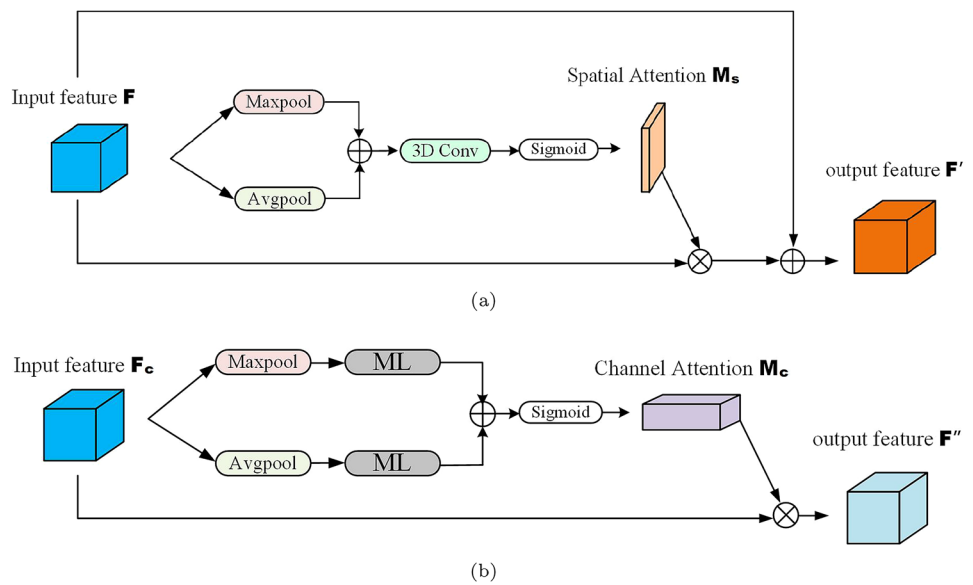 Input feature F
Maxpool
Avgpool
3D Conv
Sigmoid
Spatial Attention Ms
output feature F'
(a)
Input feature Fc
Maxpool
ML
Avgpool
ML
Sigmoid
Channel Attention Mc
output feature F''
(b)